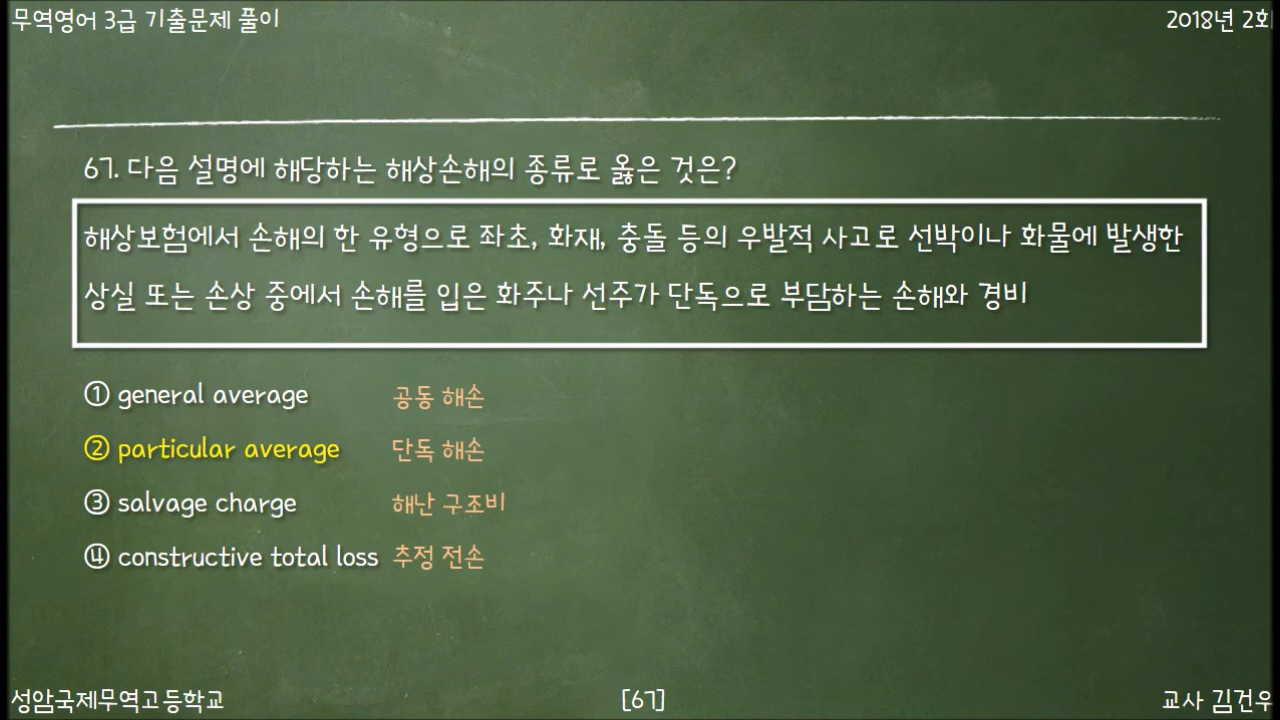 무역영어 3급 기출문제 풀이
2018년 2회
67. 다음 설명에 해당하는 해상손해의 종류로 옳은 것은?
해상보험에서 손해의 한 유형으로 좌초, 화재, 충돌 등의 우발적 사고로 선박이나 화물에 발생한
상실 또는 손상 중에서 손해를 입은 화주나 선주가 단독으로 부담하는 손해와 경비
① general average 공동 해손
② particular average 단독 해손
③ salvage charge 해난 구조비
④ constructive total loss 추정 전손
성암국제무역고등학교
[67]
교사 김건우